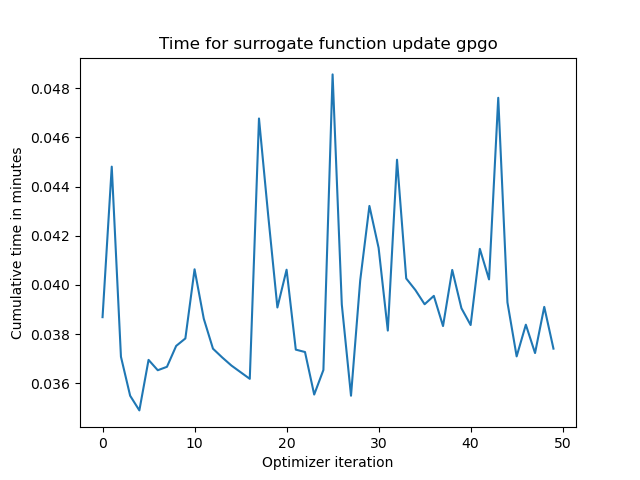 Time for surrogate function update gpgo
Cumulative time in minutes
0.048
0.046
0.044
0.042
0.040
0.038
0.036
0 10 20 30 40 50
Optimizer iteration